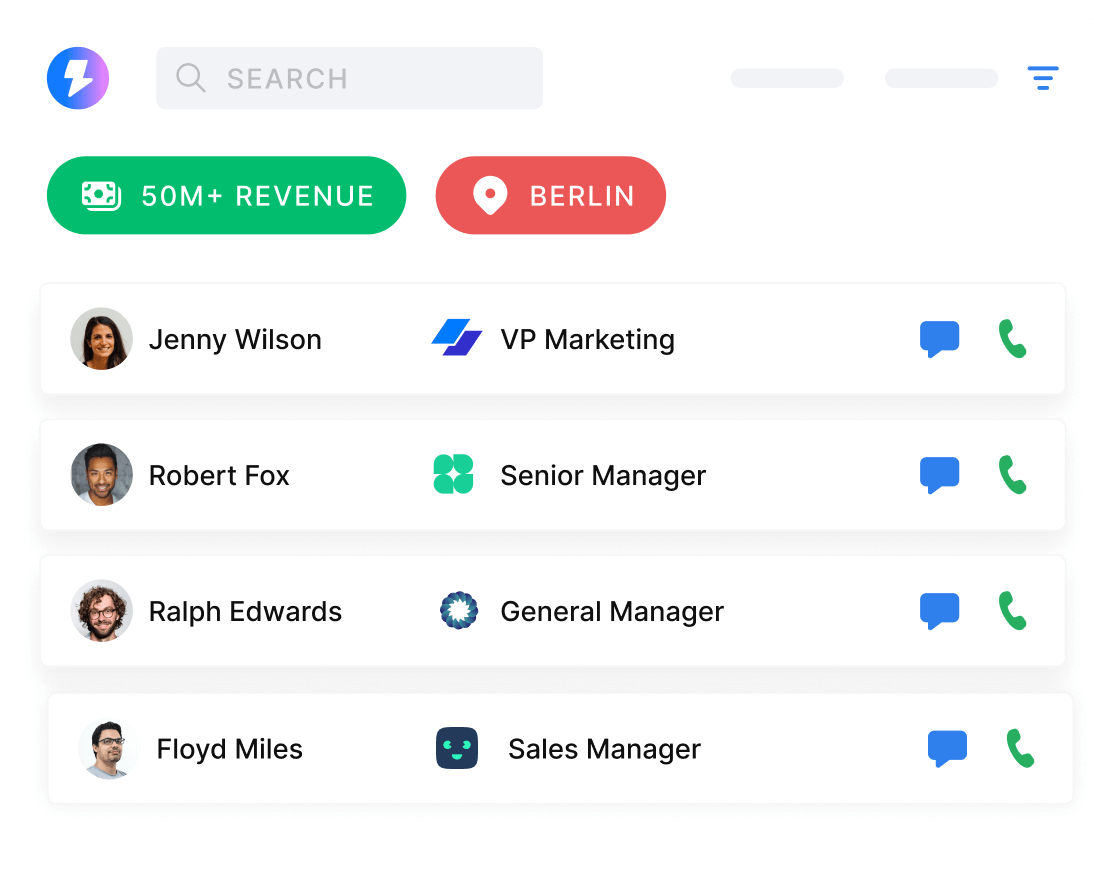 SEARCH
50M+ REVENUE
BERLIN
Jenny Wilson
VP Marketing
Robert Fox
Senior Manager
Ralph Edwards
General Manager
Floyd Miles
Sales Manager